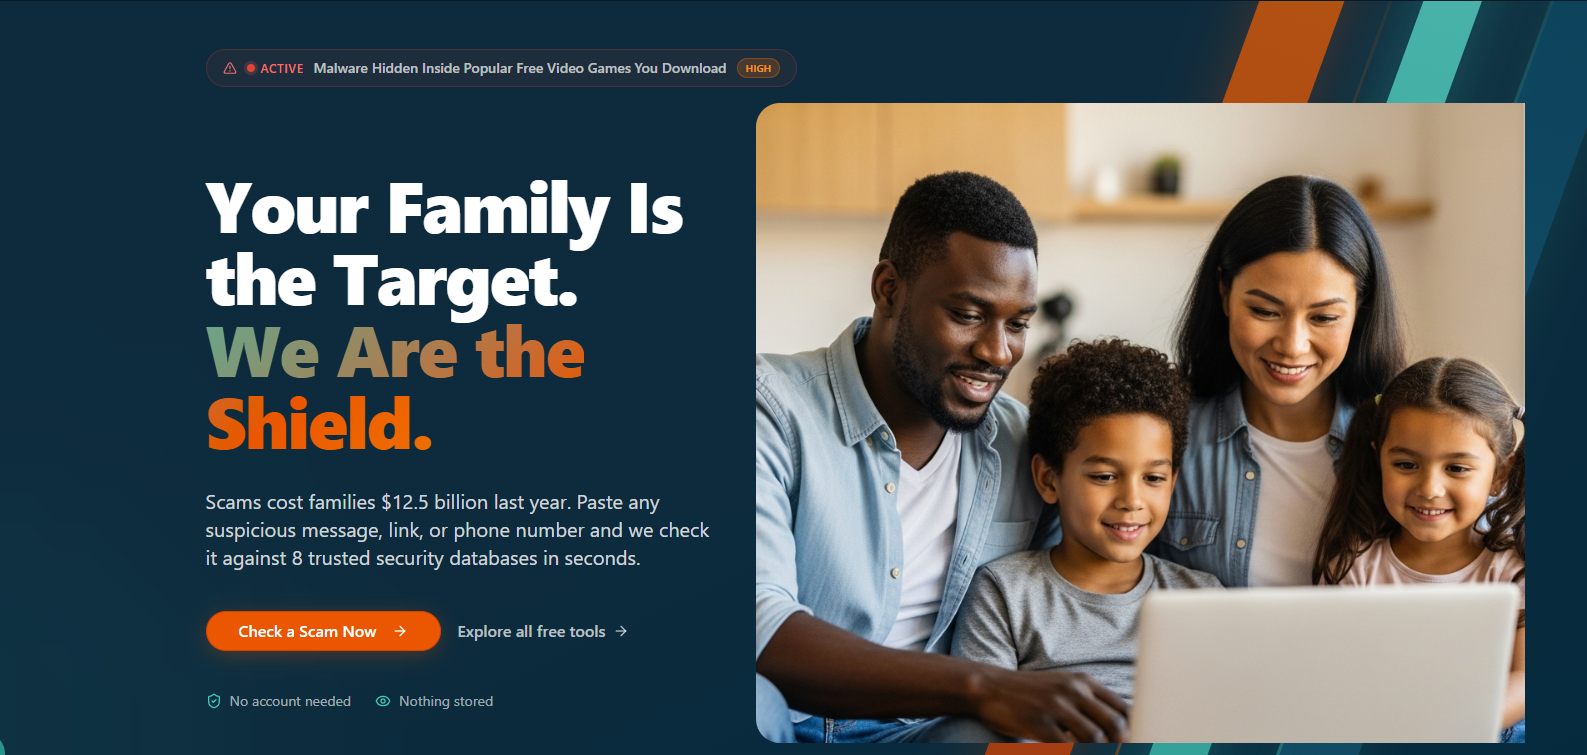 ACTIVE Malware Hidden Inside Popular Free Video Games You Download HIGH
Your Family Is
the Target.
We Are the
Shield.
Scams cost families $12.5 billion last year. Paste any
suspicious message, link, or phone number and we check
it against 8 trusted security databases in seconds.
Check a Scam Now → Explore all free tools →
No account needed Nothing stored